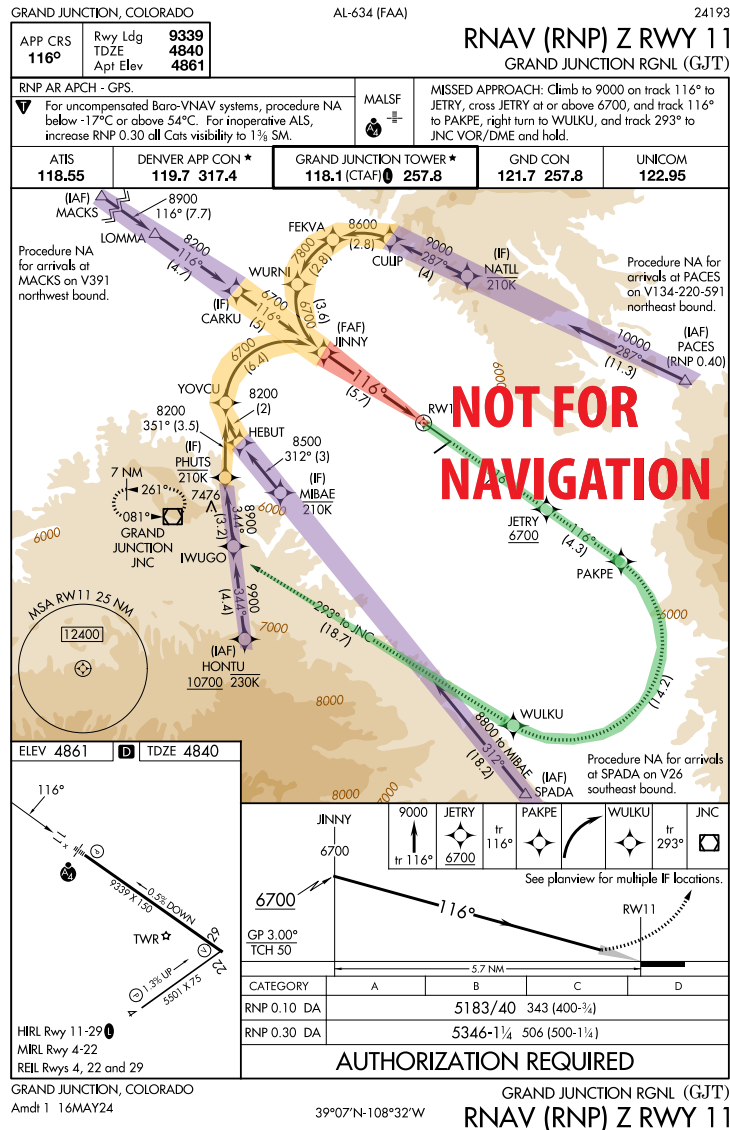 GRAND JUNCTION, COLORADO
AL-634 (FAA)
24193
APP CRS
116°
Rwy Ldg 9339
TDZE 4840
Apt Elev 4861
RNAV (RNP) Z RWY 11
GRAND JUNCTION RGNL (GJT)
RNP AR APCH - GPS.
T
For uncompensated Baro-VNAV systems, procedure NA
below -17°C or above 54°C. For inoperative ALS,
increase RNP 0.30 all Cats visibility to 1⅜ SM.
MALSF
A4
MISSED APPROACH: Climb to 9000 on track 116° to
JETRY, cross JETRY at or above 6700, and track 116°
to PAKPE, right turn to WULKU, and track 293° to
JNC VOR/DME and hold.
ATIS
118.55
DENVER APP CON ★
119.7 317.4
GRAND JUNCTION TOWER ★
118.1 (CTAF) L 257.8
GND CON
121.7 257.8
UNICOM
122.95
(IAF)
MACKS
8900
116° (7.7)
LOMMA
8200
116°
(4.7)
Procedure NA
for arrivals at
MACKS on V391
northwest bound.
(IF)
CARKU
6700
116°
(5)
FEKVA
8600
(2.8)
CULIP
7800
(2.8)
WURNI
6700
(3.6)
9000
287°
(4)
(IF)
NATLL
210K
Procedure NA for
arrivals at PACES
on V134-220-591
northeast bound.
10000
287°
(11.3)
(IAF)
PACES
(RNP 0.40)
(FAF)
JINNY
116°
(5.7)
6700
(6.4)
YOVCU
8200
(2)
8200
351° (3.5)
HEBUT
8500
312° (3)
(IF)
PHUTS
210K
(IF)
MIBAE
210K
6000
6000
RW1
NOT FOR
NAVIGATION
7 NM
261°
081°
GRAND
JUNCTION
JNC
7476
8900
344°
(3.2)
IWUGO
9900
344°
(4.4)
6000
6000
(IAF)
HONTU
10700 230K
7000
JETRY
6700
116°
(4.3)
PAKPE
6000
(14.2)
MSA RW11 25 NM
12400
293° to JNC
(18.7)
8000
WULKU
8800 to MIBAE
312°
(18.2)
(IAF)
SPADA
Procedure NA for arrivals
at SPADA on V26
southeast bound.
8000
7000
ELEV 4861
D
TDZE 4840
116°
A4
P
9339 X 150
0.5% DOWN
TWR
29
V
22
1.3% UP
P
5501 X 75
4
HIRL Rwy 11-29 L
MIRL Rwy 4-22
REIL Rwys 4, 22 and 29
9000
tr 116°
JETRY
6700
tr
116°
PAKPE
WULKU
tr
293°
JNC
See planview for multiple IF locations.
JINNY
6700
6700
GP 3.00°
TCH 50
116°
RW11
5.7 NM
CATEGORY
A
B
C
D
RNP 0.10 DA
5183/40 343 (400-¾)
RNP 0.30 DA
5346-1¼ 506 (500-1¼)
AUTHORIZATION REQUIRED
GRAND JUNCTION, COLORADO
Amdt 1 16MAY24
39°07'N-108°32'W
GRAND JUNCTION RGNL (GJT)
RNAV (RNP) Z RWY 11